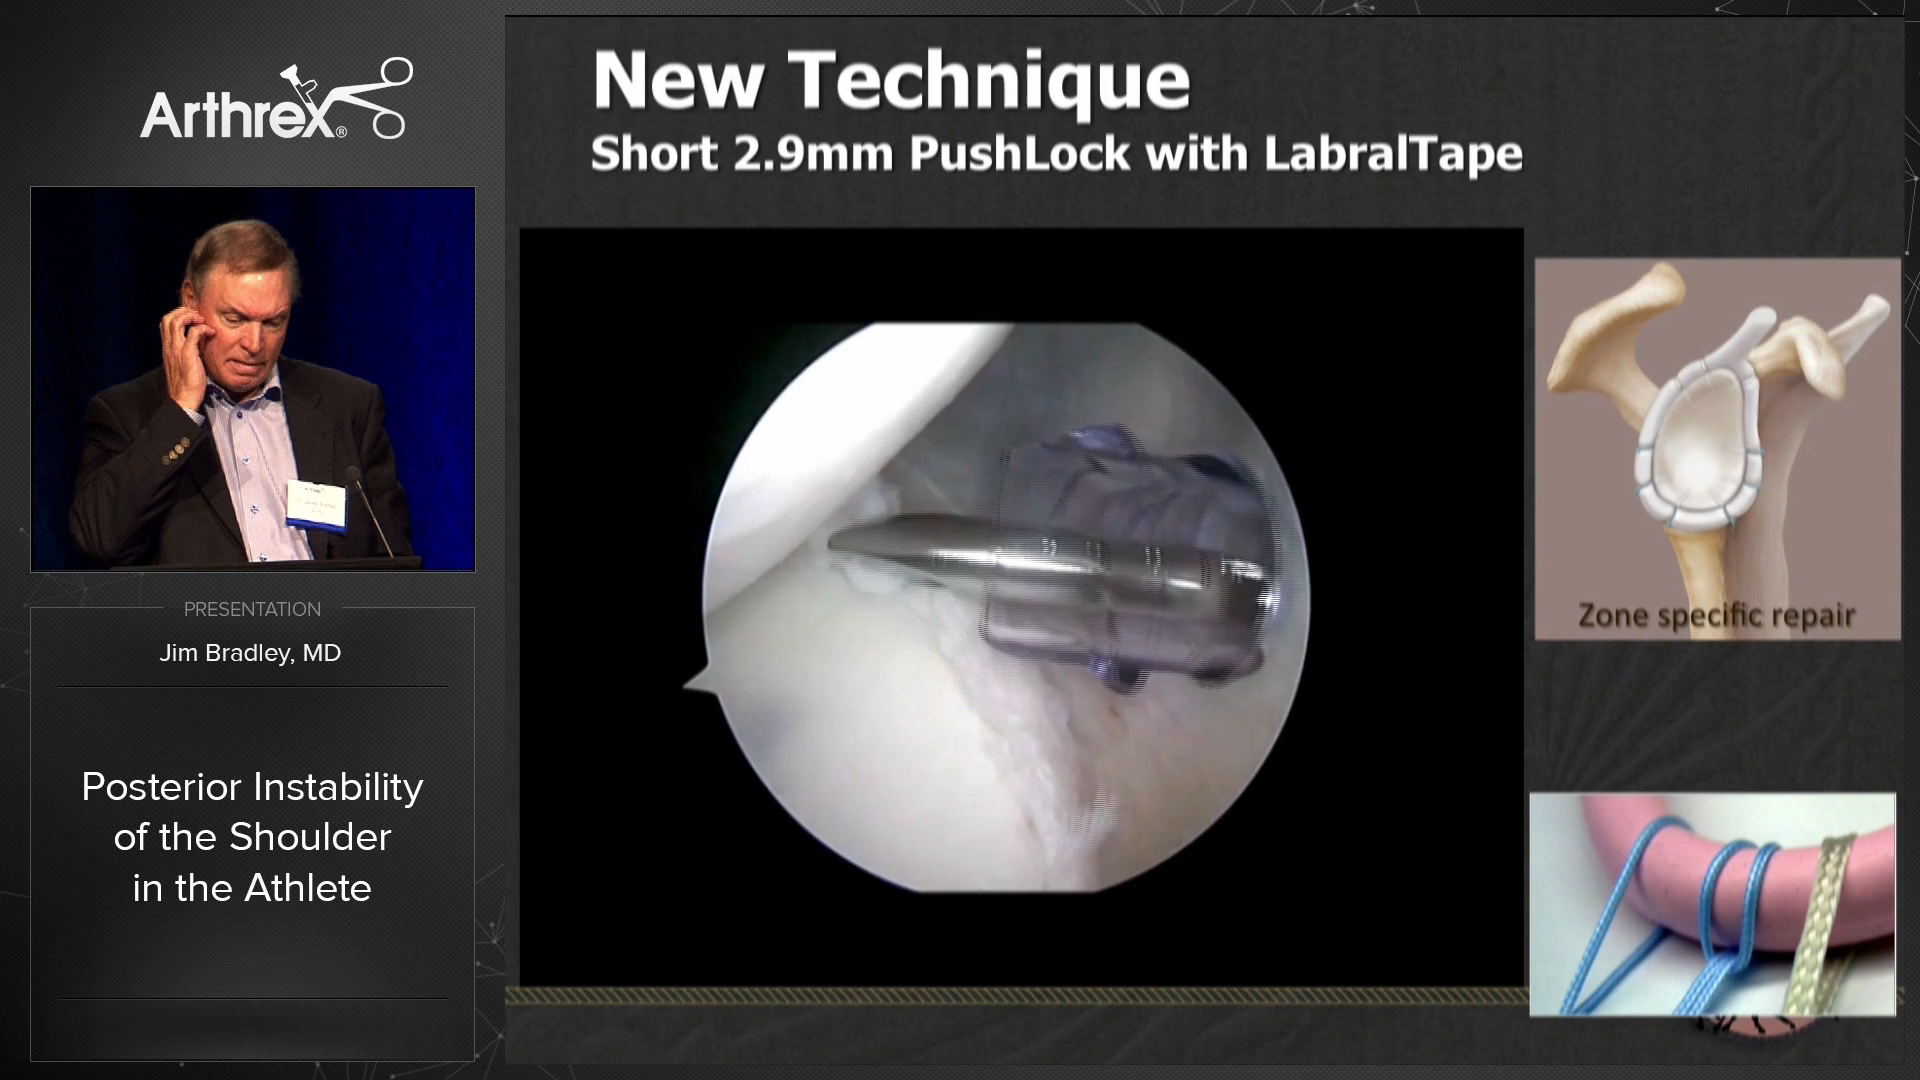 Arthrex®
PRESENTATION
Jim Bradley, MD
Posterior Instability
of the Shoulder
in the Athlete
New Technique
Short 2.9mm PushLock with LabralTape
Zone specific repair